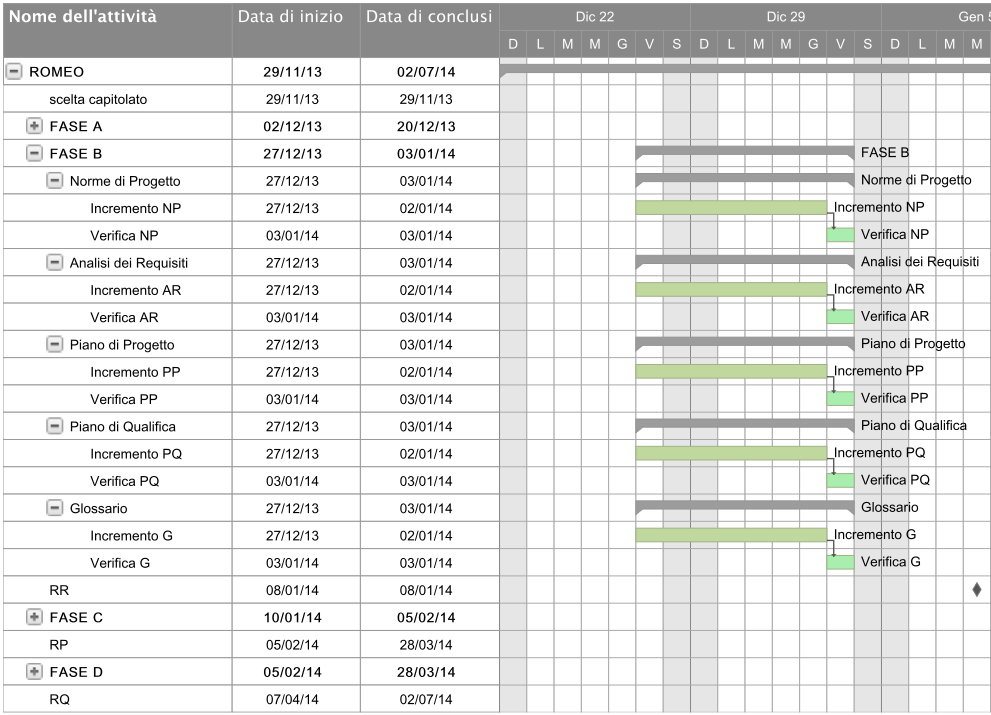 Nome dell'attività Data di inizio Data di conclusi Dic 22 Dic 29 Gen 5
D L M M G V S D L M M G V S D L M M
ROMEO 29/11/13 02/07/14
scelta capitolato 29/11/13 29/11/13
FASE A 02/12/13 20/12/13
FASE B 27/12/13 03/01/14 FASE B
Norme di Progetto 27/12/13 03/01/14 Norme di Progetto
Incremento NP 27/12/13 02/01/14 Incremento NP
Verifica NP 03/01/14 03/01/14 Verifica NP
Analisi dei Requisiti 27/12/13 03/01/14 Analisi dei Requisiti
Incremento AR 27/12/13 02/01/14 Incremento AR
Verifica AR 03/01/14 03/01/14 Verifica AR
Piano di Progetto 27/12/13 03/01/14 Piano di Progetto
Incremento PP 27/12/13 02/01/14 Incremento PP
Verifica PP 03/01/14 03/01/14 Verifica PP
Piano di Qualifica 27/12/13 03/01/14 Piano di Qualifica
Incremento PQ 27/12/13 02/01/14 Incremento PQ
Verifica PQ 03/01/14 03/01/14 Verifica PQ
Glossario 27/12/13 03/01/14 Glossario
Incremento G 27/12/13 02/01/14 Incremento G
Verifica G 03/01/14 03/01/14 Verifica G
RR 08/01/14 08/01/14
FASE C 10/01/14 05/02/14
RP 05/02/14 28/03/14
FASE D 05/02/14 28/03/14
RQ 07/04/14 02/07/14